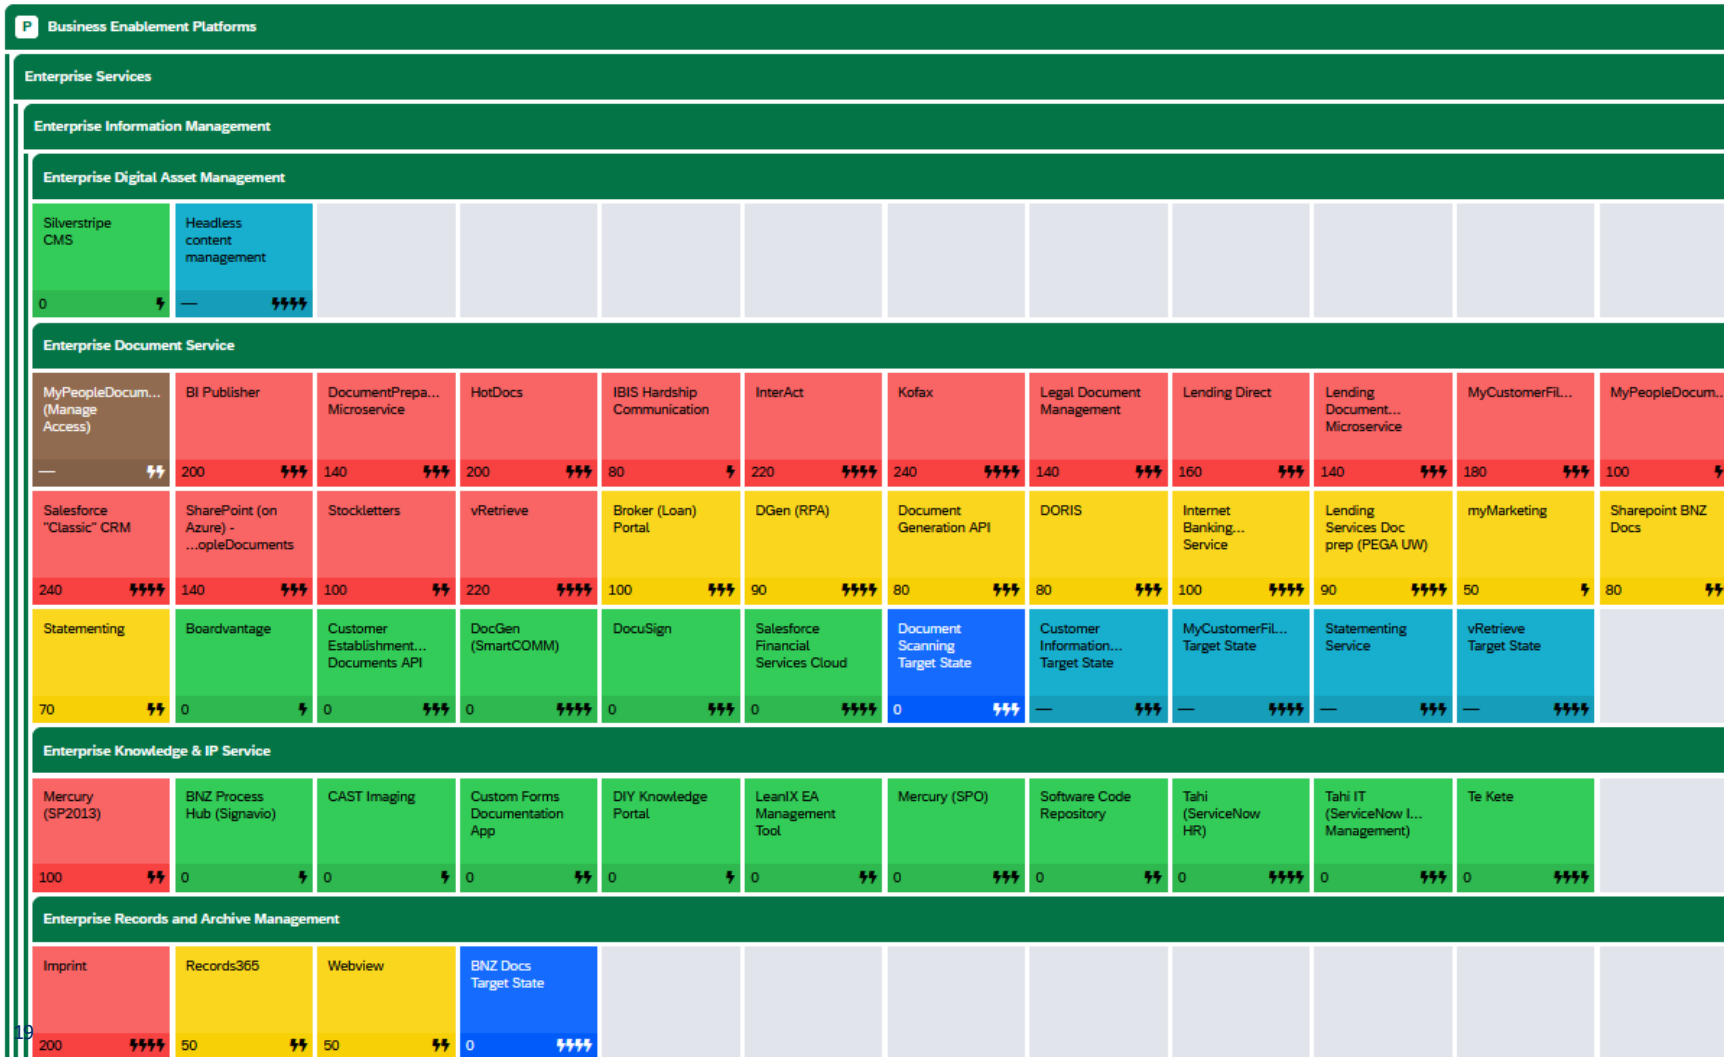 P Business Enablement Platforms
Enterprise Services
Enterprise Information Management
Enterprise Digital Asset Management
Silverstripe
CMS
0
Headless
content
management
—
Enterprise Document Service
MyPeopleDocum...
(Manage
Access)
—
BI Publisher
200
DocumentPrepa...
Microservice
140
HotDocs
200
IBIS Hardship
Communication
80
InterAct
220
Kofax
240
Legal Document
Management
140
Lending Direct
160
Lending
Document...
Microservice
140
MyCustomerFil...
180
MyPeopleDocum...
100
Salesforce
"Classic" CRM
240
SharePoint (on
Azure) -
...opleDocuments
140
Stockletters
100
vRetrieve
220
Broker (Loan)
Portal
100
DGen (RPA)
90
Document
Generation API
80
DORIS
80
Internet
Banking...
Service
100
Lending
Services Doc
prep (PEGA UW)
90
myMarketing
50
Sharepoint BNZ
Docs
80
Statementing
70
Boardvantage
0
Customer
Establishment...
Documents API
0
DocGen
(SmartCOMM)
0
DocuSign
0
Salesforce
Financial
Services Cloud
0
Document
Scanning
Target State
0
Customer
Information...
Target State
—
MyCustomerFil...
Target State
—
Statementing
Service
—
vRetrieve
Target State
—
Enterprise Knowledge & IP Service
Mercury
(SP2013)
100
BNZ Process
Hub (Signavio)
0
CAST Imaging
0
Custom Forms
Documentation
App
0
DIY Knowledge
Portal
0
LeanIX EA
Management
Tool
0
Mercury (SPO)
0
Software Code
Repository
0
Tahi
(ServiceNow
HR)
0
Tahi IT
(ServiceNow I...
Management)
0
Te Kete
0
Enterprise Records and Archive Management
Imprint
200
Records365
50
Webview
50
BNZ Docs
Target State
0
19